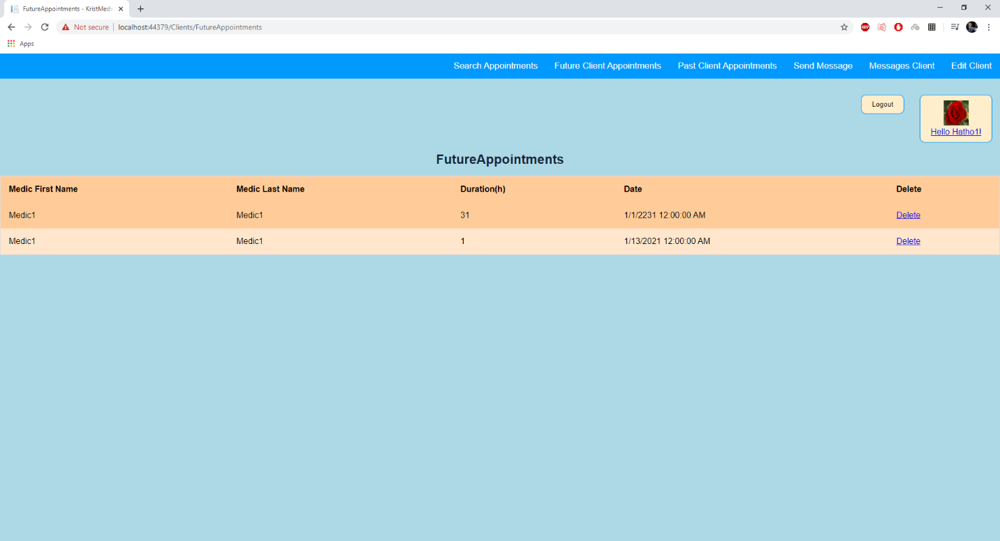 FutureAppointments - KristMedv
Not secure localhost:44379/Clients/FutureAppointments
ABP
Apps
Search Appointments Future Client Appointments Past Client Appointments Send Message Messages Client Edit Client
Logout
Hello Hatho1!
FutureAppointments
Medic First Name Medic Last Name Duration(h) Date Delete
Medic1 Medic1 31 1/1/2231 12:00:00 AM Delete
Medic1 Medic1 1 1/13/2021 12:00:00 AM Delete